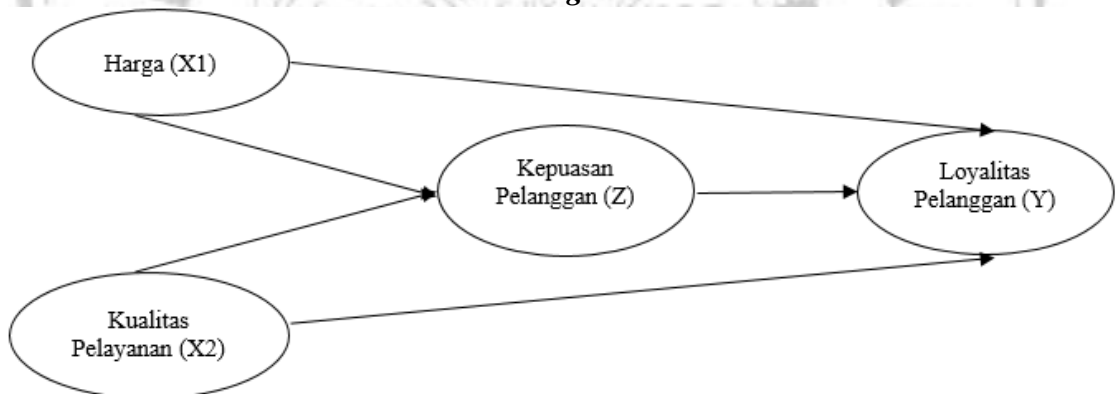 Harga (X1)
Kepuasan
Pelanggan (Z)
Loyalitas
Pelanggan (Y)
Kualitas
Pelayanan (X2)